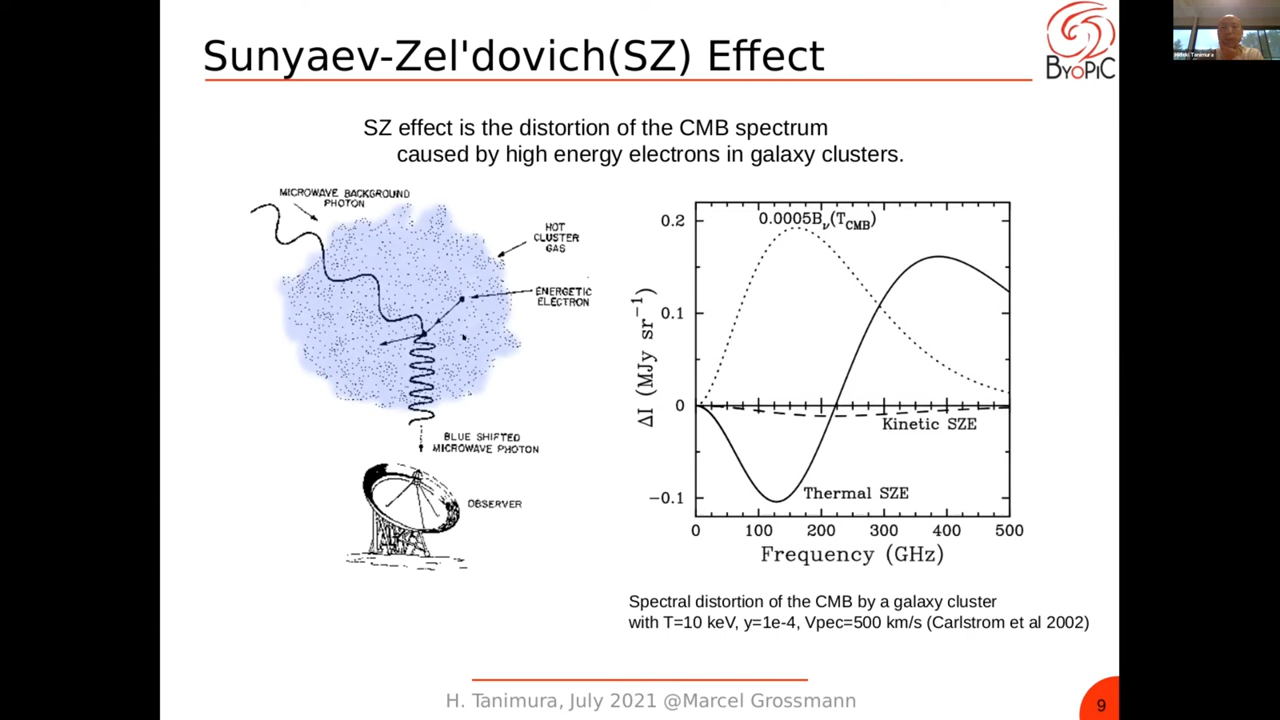 Sunyaev-Zel'dovich(SZ) Effect
ByoPiC
Hideki Tanimura
SZ effect is the distortion of the CMB spectrum
caused by high energy electrons in galaxy clusters.
MICROWAVE BACKGROUND
PHOTON
HOT
CLUSTER
GAS
ENERGETIC
ELECTRON
BLUE SHIFTED
MICROWAVE PHOTON
OBSERVER
0.0005Bν(TCMB)
0.2
0.1
0
−0.1
ΔI (MJy sr−1)
Kinetic SZE
Thermal SZE
0 100 200 300 400 500
Frequency (GHz)
Spectral distortion of the CMB by a galaxy cluster
with T=10 keV, y=1e-4, Vpec=500 km/s (Carlstrom et al 2002)
H. Tanimura, July 2021 @Marcel Grossmann
9